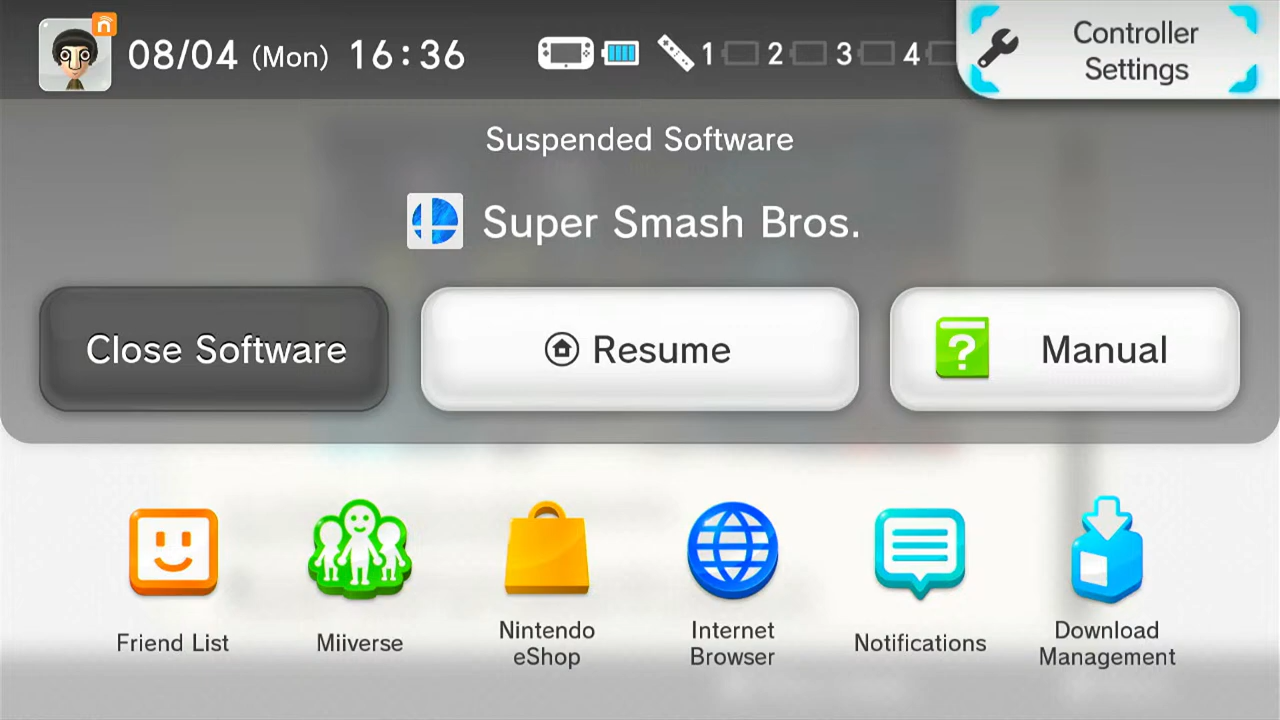 08/04 (Mon) 16:36
1 2 3 4
Controller
Settings
Suspended Software
Super Smash Bros.
Close Software
Resume
? Manual
Friend List
Miiverse
Nintendo
eShop
Internet
Browser
Notifications
Download
Management